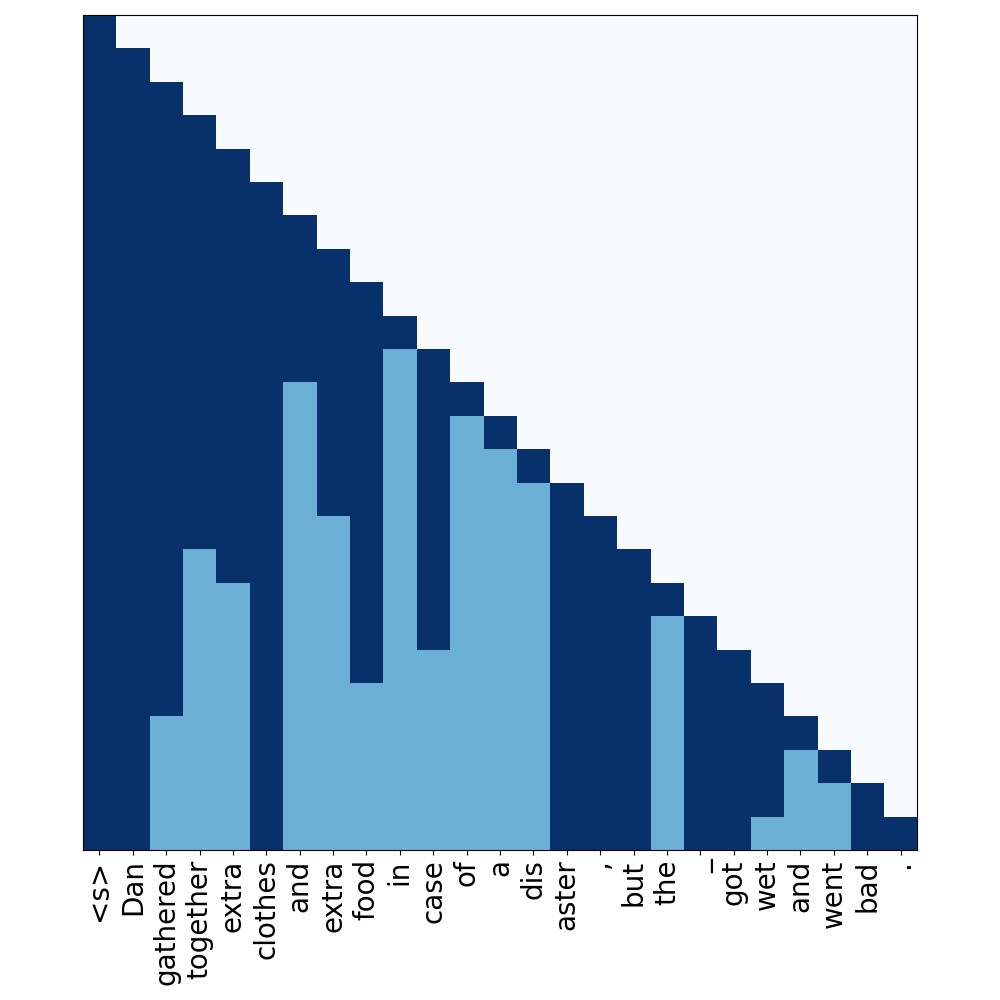 <s>
Dan
gathered
together
extra
clothes
and
extra
food
in
case
of
a
dis
aster
,
but
the
_
got
wet
and
went
bad
.